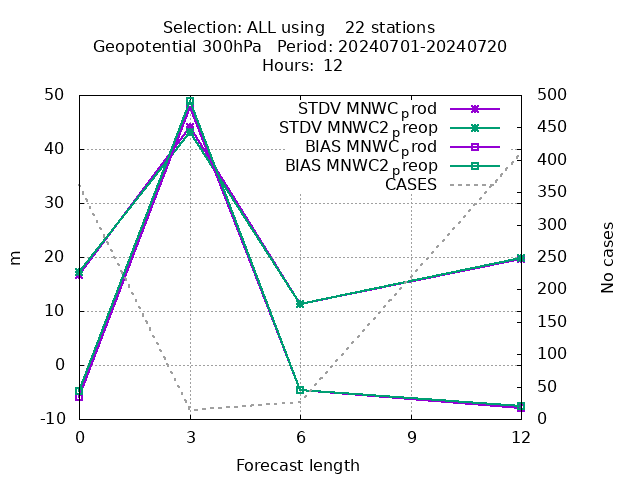 Selection: ALL using    22 stations
Geopotential 300hPa   Period: 20240701-20240720
Hours:  12
STDV MNWC_prod
STDV MNWC2_preop
BIAS MNWC_prod
BIAS MNWC2_preop
CASES
50
40
30
20
10
0
-10
500
450
400
350
300
250
200
150
100
50
0
m
No cases
0 3 6 9 12
Forecast length